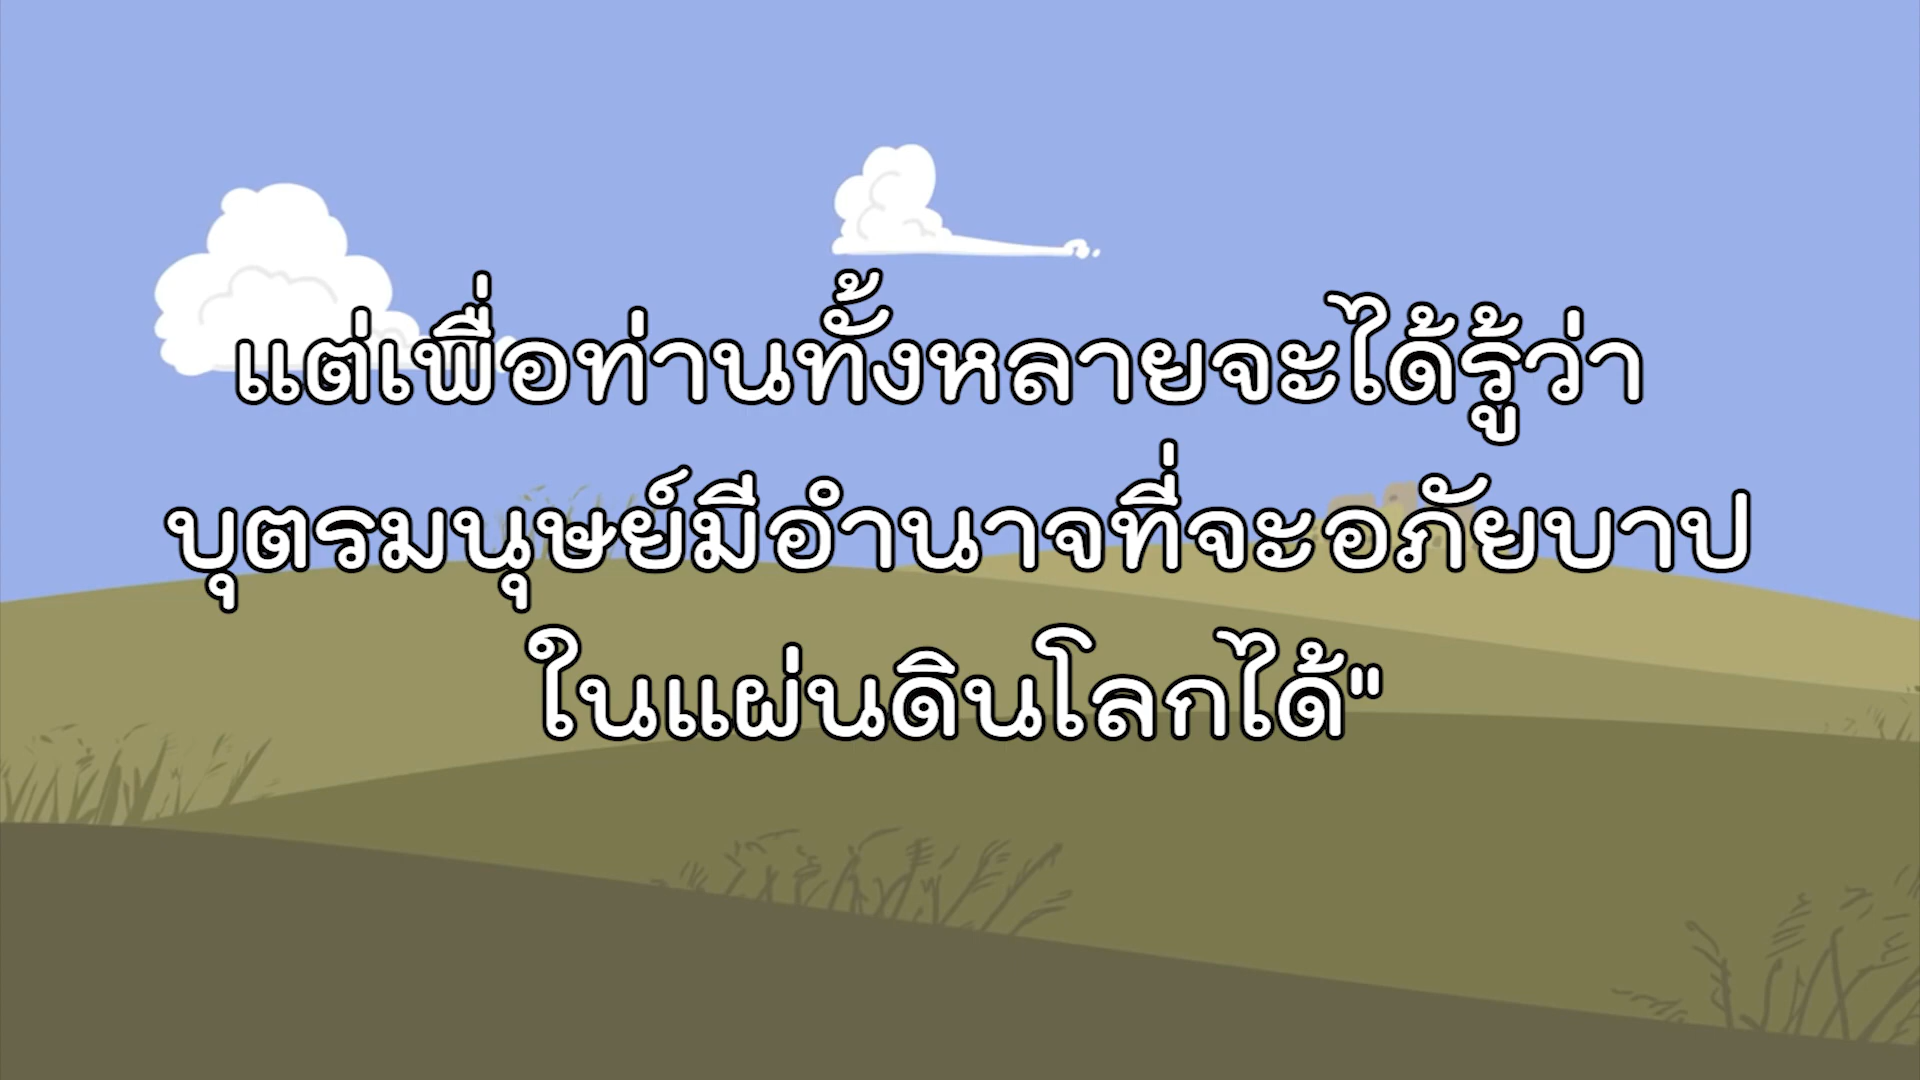 แต่เพื่อท่านทั้งหลายจะได้รู้ว่า
บุตรมนุษย์มีอำนาจที่จะอภัยบาป
ในแผ่นดินโลกได้"